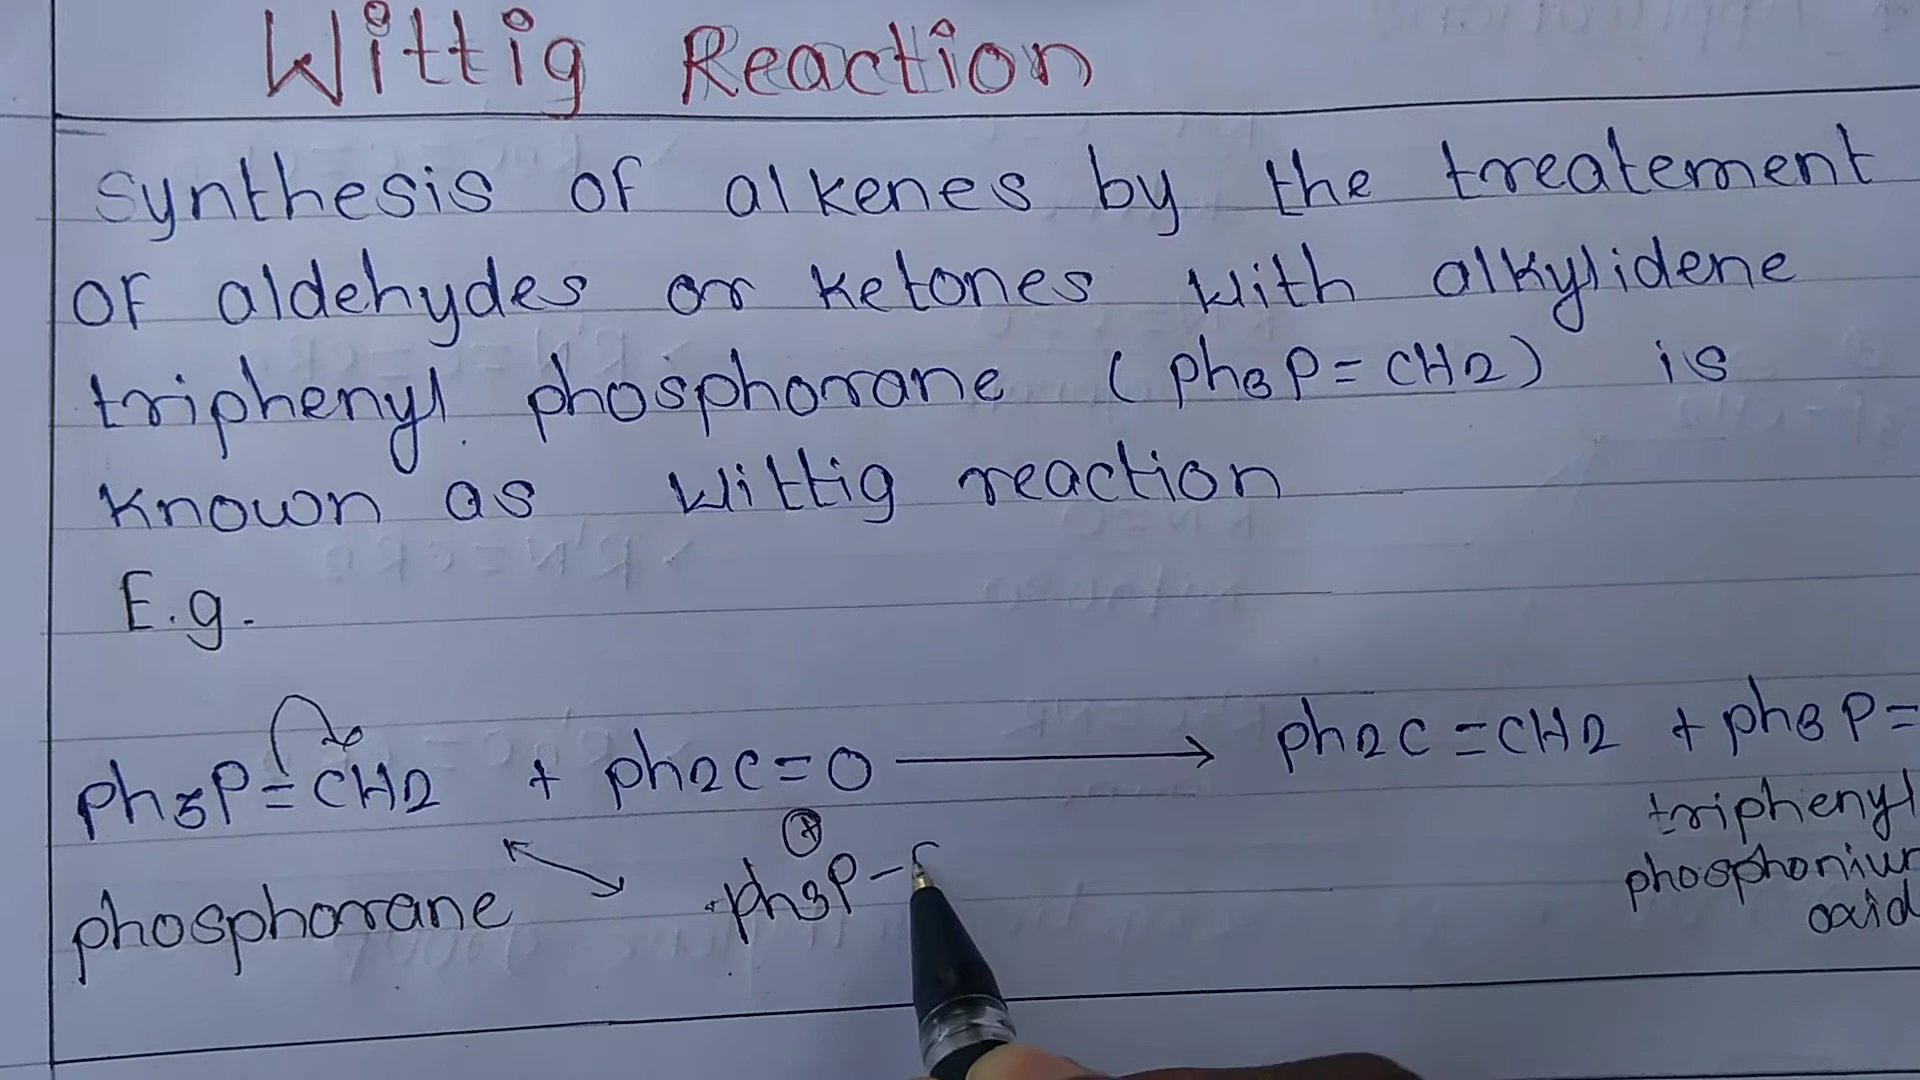 Wittig Reaction
synthesis of alkenes by the treatement
of aldehydes or ketones with alkylidene
triphenyl phosphorane (ph3P=CH2) is
known as Wittig reaction
E.g.
ph3P=CH2 + ph2C=O → ph2C=CH2 + ph3P=
triphenyl
phosphoniu
oxid
⊕
phosphorane ↔ ph3P-